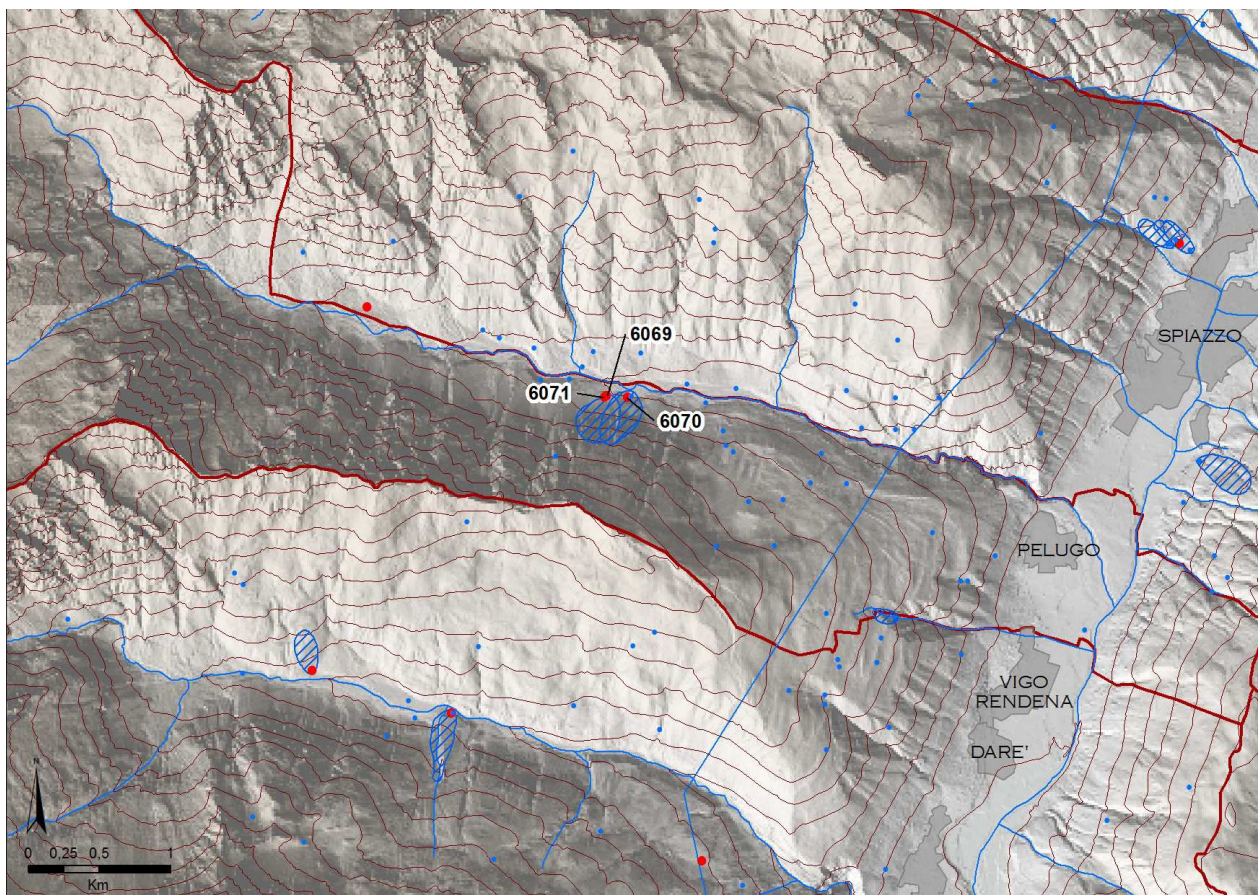 SPIAZZO
6069
6071
6070
PELUGO
VIGO
RENDENA
DARE'
N
0 0,25 0,5 1
Km